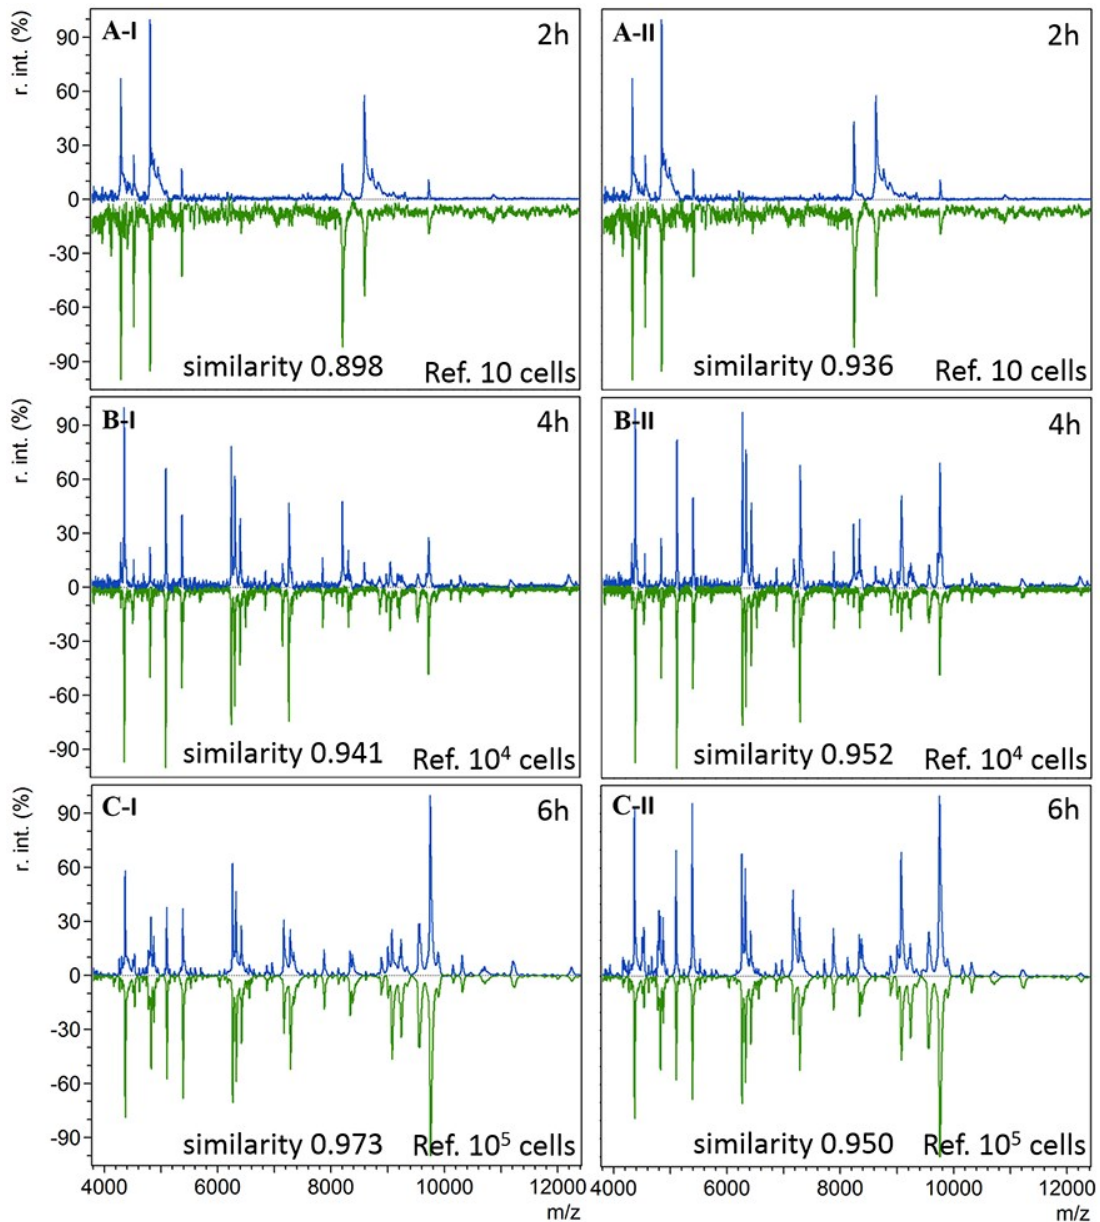 A-I 2h
r. int. (%)
90
60
30
0
-30
-60
-90
similarity 0.898
Ref. 10 cells
A-II 2h
similarity 0.936
Ref. 10 cells
B-I 4h
r. int. (%)
90
60
30
0
-30
-60
-90
similarity 0.941
Ref. 10⁴ cells
B-II 4h
similarity 0.952
Ref. 10⁴ cells
C-I 6h
r. int. (%)
90
60
30
0
-30
-60
-90
similarity 0.973
Ref. 10⁵ cells
C-II 6h
similarity 0.950
Ref. 10⁵ cells
4000 6000 8000 10000 12000
m/z
4000 6000 8000 10000 12000
m/z